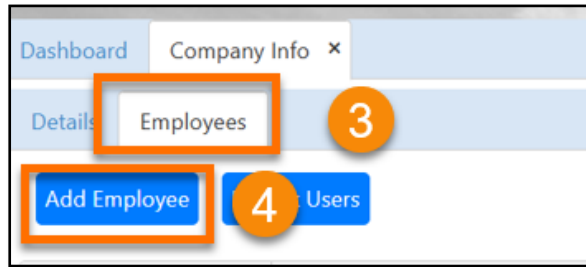 Dashboard Company Info ×
Details Employees 3
Add Employee 4 Users